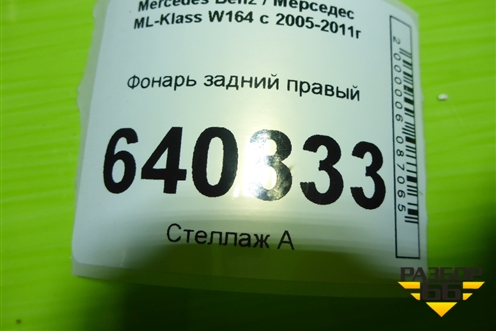 Mercedes Benz / Мерседес
ML-Klass W164 с 2005-2011г
Фонарь задний правый
640333
Стеллаж А
2000006087065
РАЗБОР
66